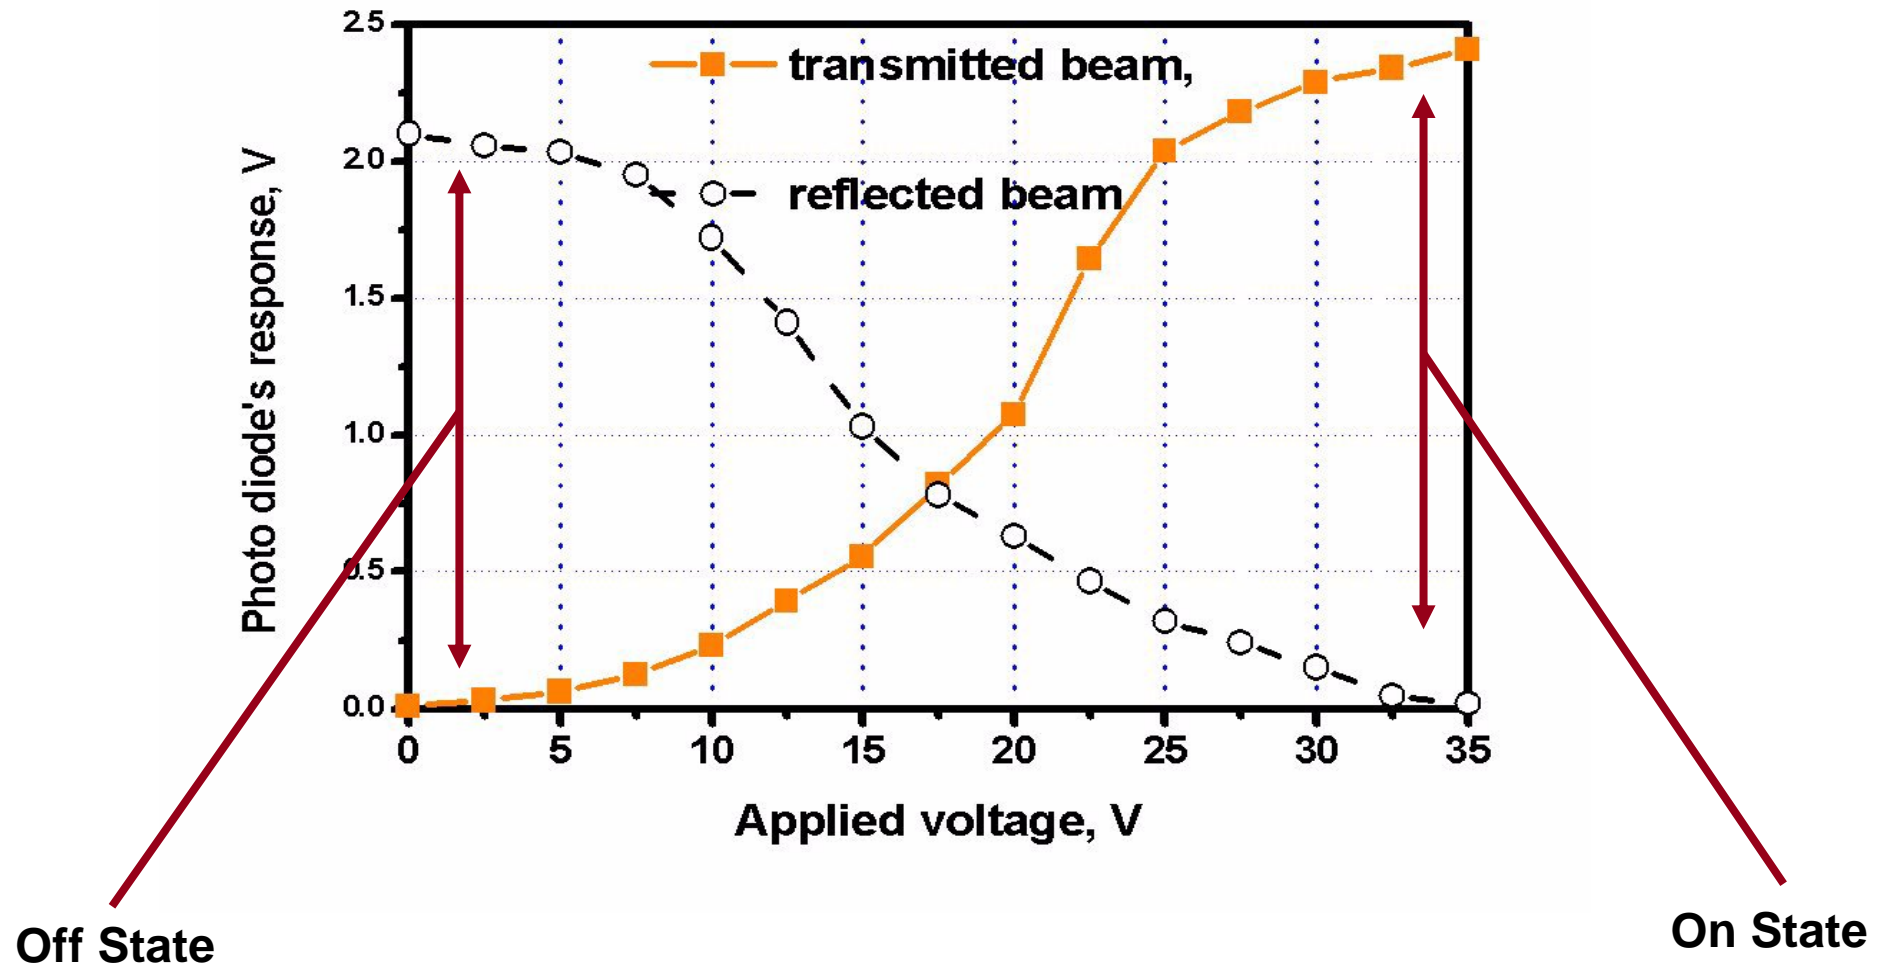 2.5
2.0
1.5
1.0
0.5
0.0
Photo diode's response, V
transmitted beam,
reflected beam
0 5 10 15 20 25 30 35
Applied voltage, V
Off State
On State